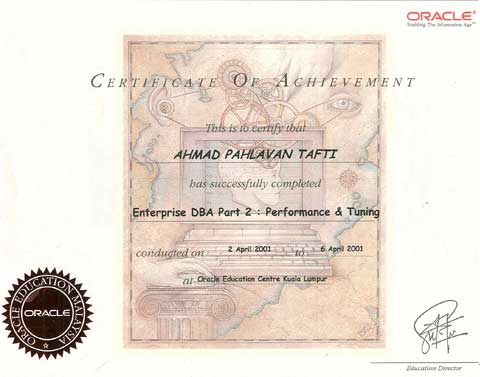 ORACLE®
Enabling The Information Age™
CERTIFICATE OF ACHIEVEMENT
This is to certify that
AHMAD PAHLAVAN TAFTI
has successfully completed
Enterprise DBA Part 2 : Performance & Tuning
conducted on 2 April 2001 to 6 April 2001
at Oracle Education Centre Kuala Lumpur
ORACLE EDUCATION MALAYSIA
ORACLE
Education Director